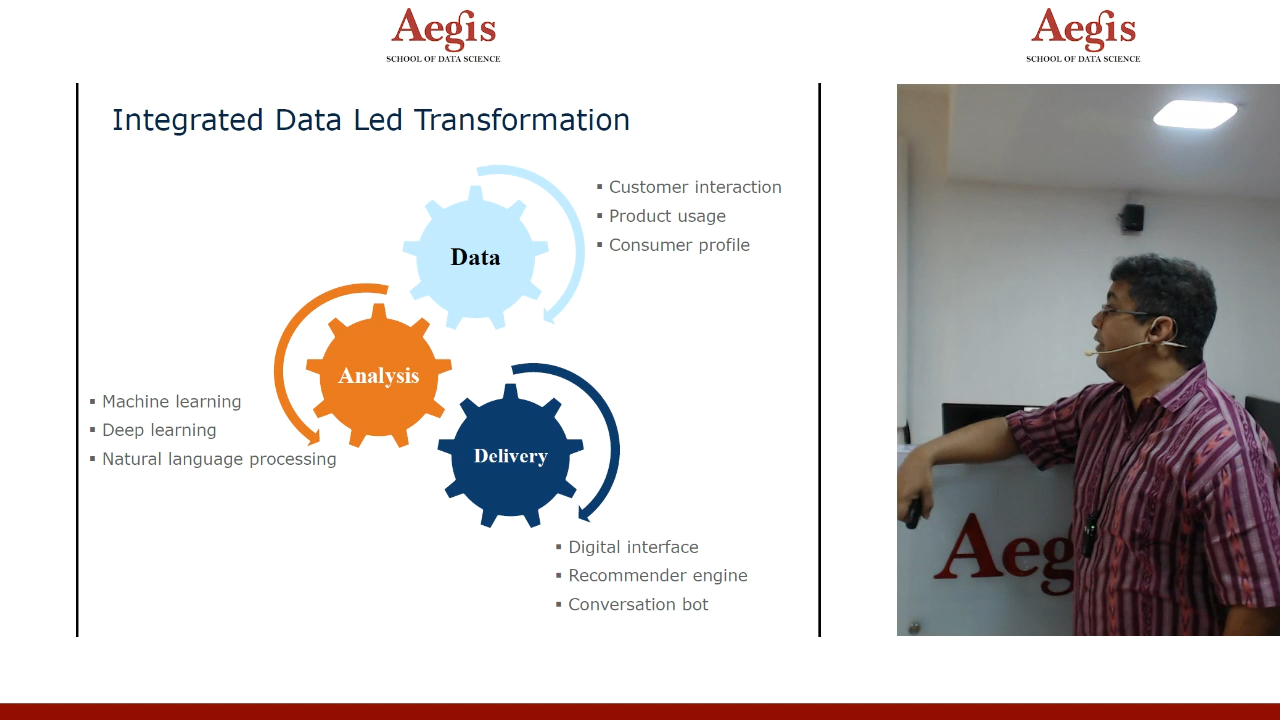 Aegis
SCHOOL OF DATA SCIENCE
Aegis
SCHOOL OF DATA SCIENCE
Integrated Data Led Transformation
Data
▪ Customer interaction
▪ Product usage
▪ Consumer profile
Analysis
▪ Machine learning
▪ Deep learning
▪ Natural language processing
Delivery
▪ Digital interface
▪ Recommender engine
▪ Conversation bot
Aeg